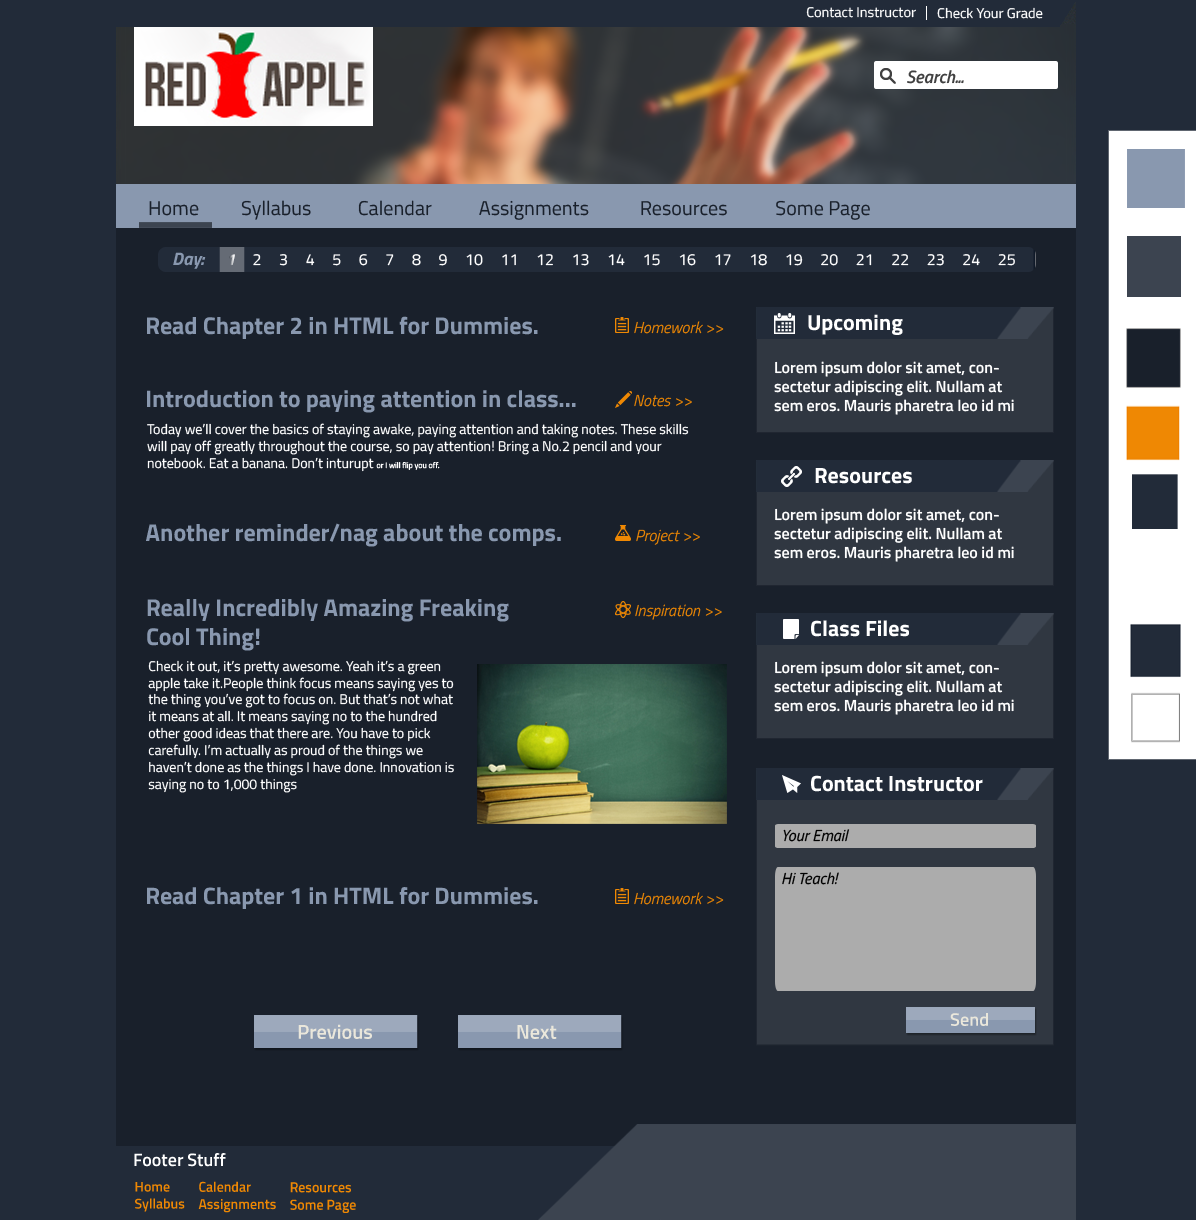 Contact Instructor | Check Your Grade
RED APPLE
Search...
Home Syllabus Calendar Assignments Resources Some Page
Day: 1 2 3 4 5 6 7 8 9 10 11 12 13 14 15 16 17 18 19 20 21 22 23 24 25
Read Chapter 2 in HTML for Dummies.
Homework >>
Introduction to paying attention in class...
Notes >>
Today we'll cover the basics of staying awake, paying attention and taking notes. These skills
will pay off greatly throughout the course, so pay attention! Bring a No.2 pencil and your
notebook. Eat a banana. Don't inturupt or I will flip you off.
Another reminder/nag about the comps.
Project >>
Really Incredibly Amazing Freaking
Cool Thing!
Inspiration >>
Check it out, it's pretty awesome. Yeah it's a green
apple take it.People think focus means saying yes to
the thing you've got to focus on. But that's not what
it means at all. It means saying no to the hundred
other good ideas that there are. You have to pick
carefully. I'm actually as proud of the things we
haven't done as the things I have done. Innovation is
saying no to 1,000 things
Read Chapter 1 in HTML for Dummies.
Homework >>
Previous Next
Upcoming
Lorem ipsum dolor sit amet, con-
sectetur adipiscing elit. Nullam at
sem eros. Mauris pharetra leo id mi
Resources
Lorem ipsum dolor sit amet, con-
sectetur adipiscing elit. Nullam at
sem eros. Mauris pharetra leo id mi
Class Files
Lorem ipsum dolor sit amet, con-
sectetur adipiscing elit. Nullam at
sem eros. Mauris pharetra leo id mi
Contact Instructor
Your Email
Hi Teach!
Send
Footer Stuff
Home Calendar Resources
Syllabus Assignments Some Page